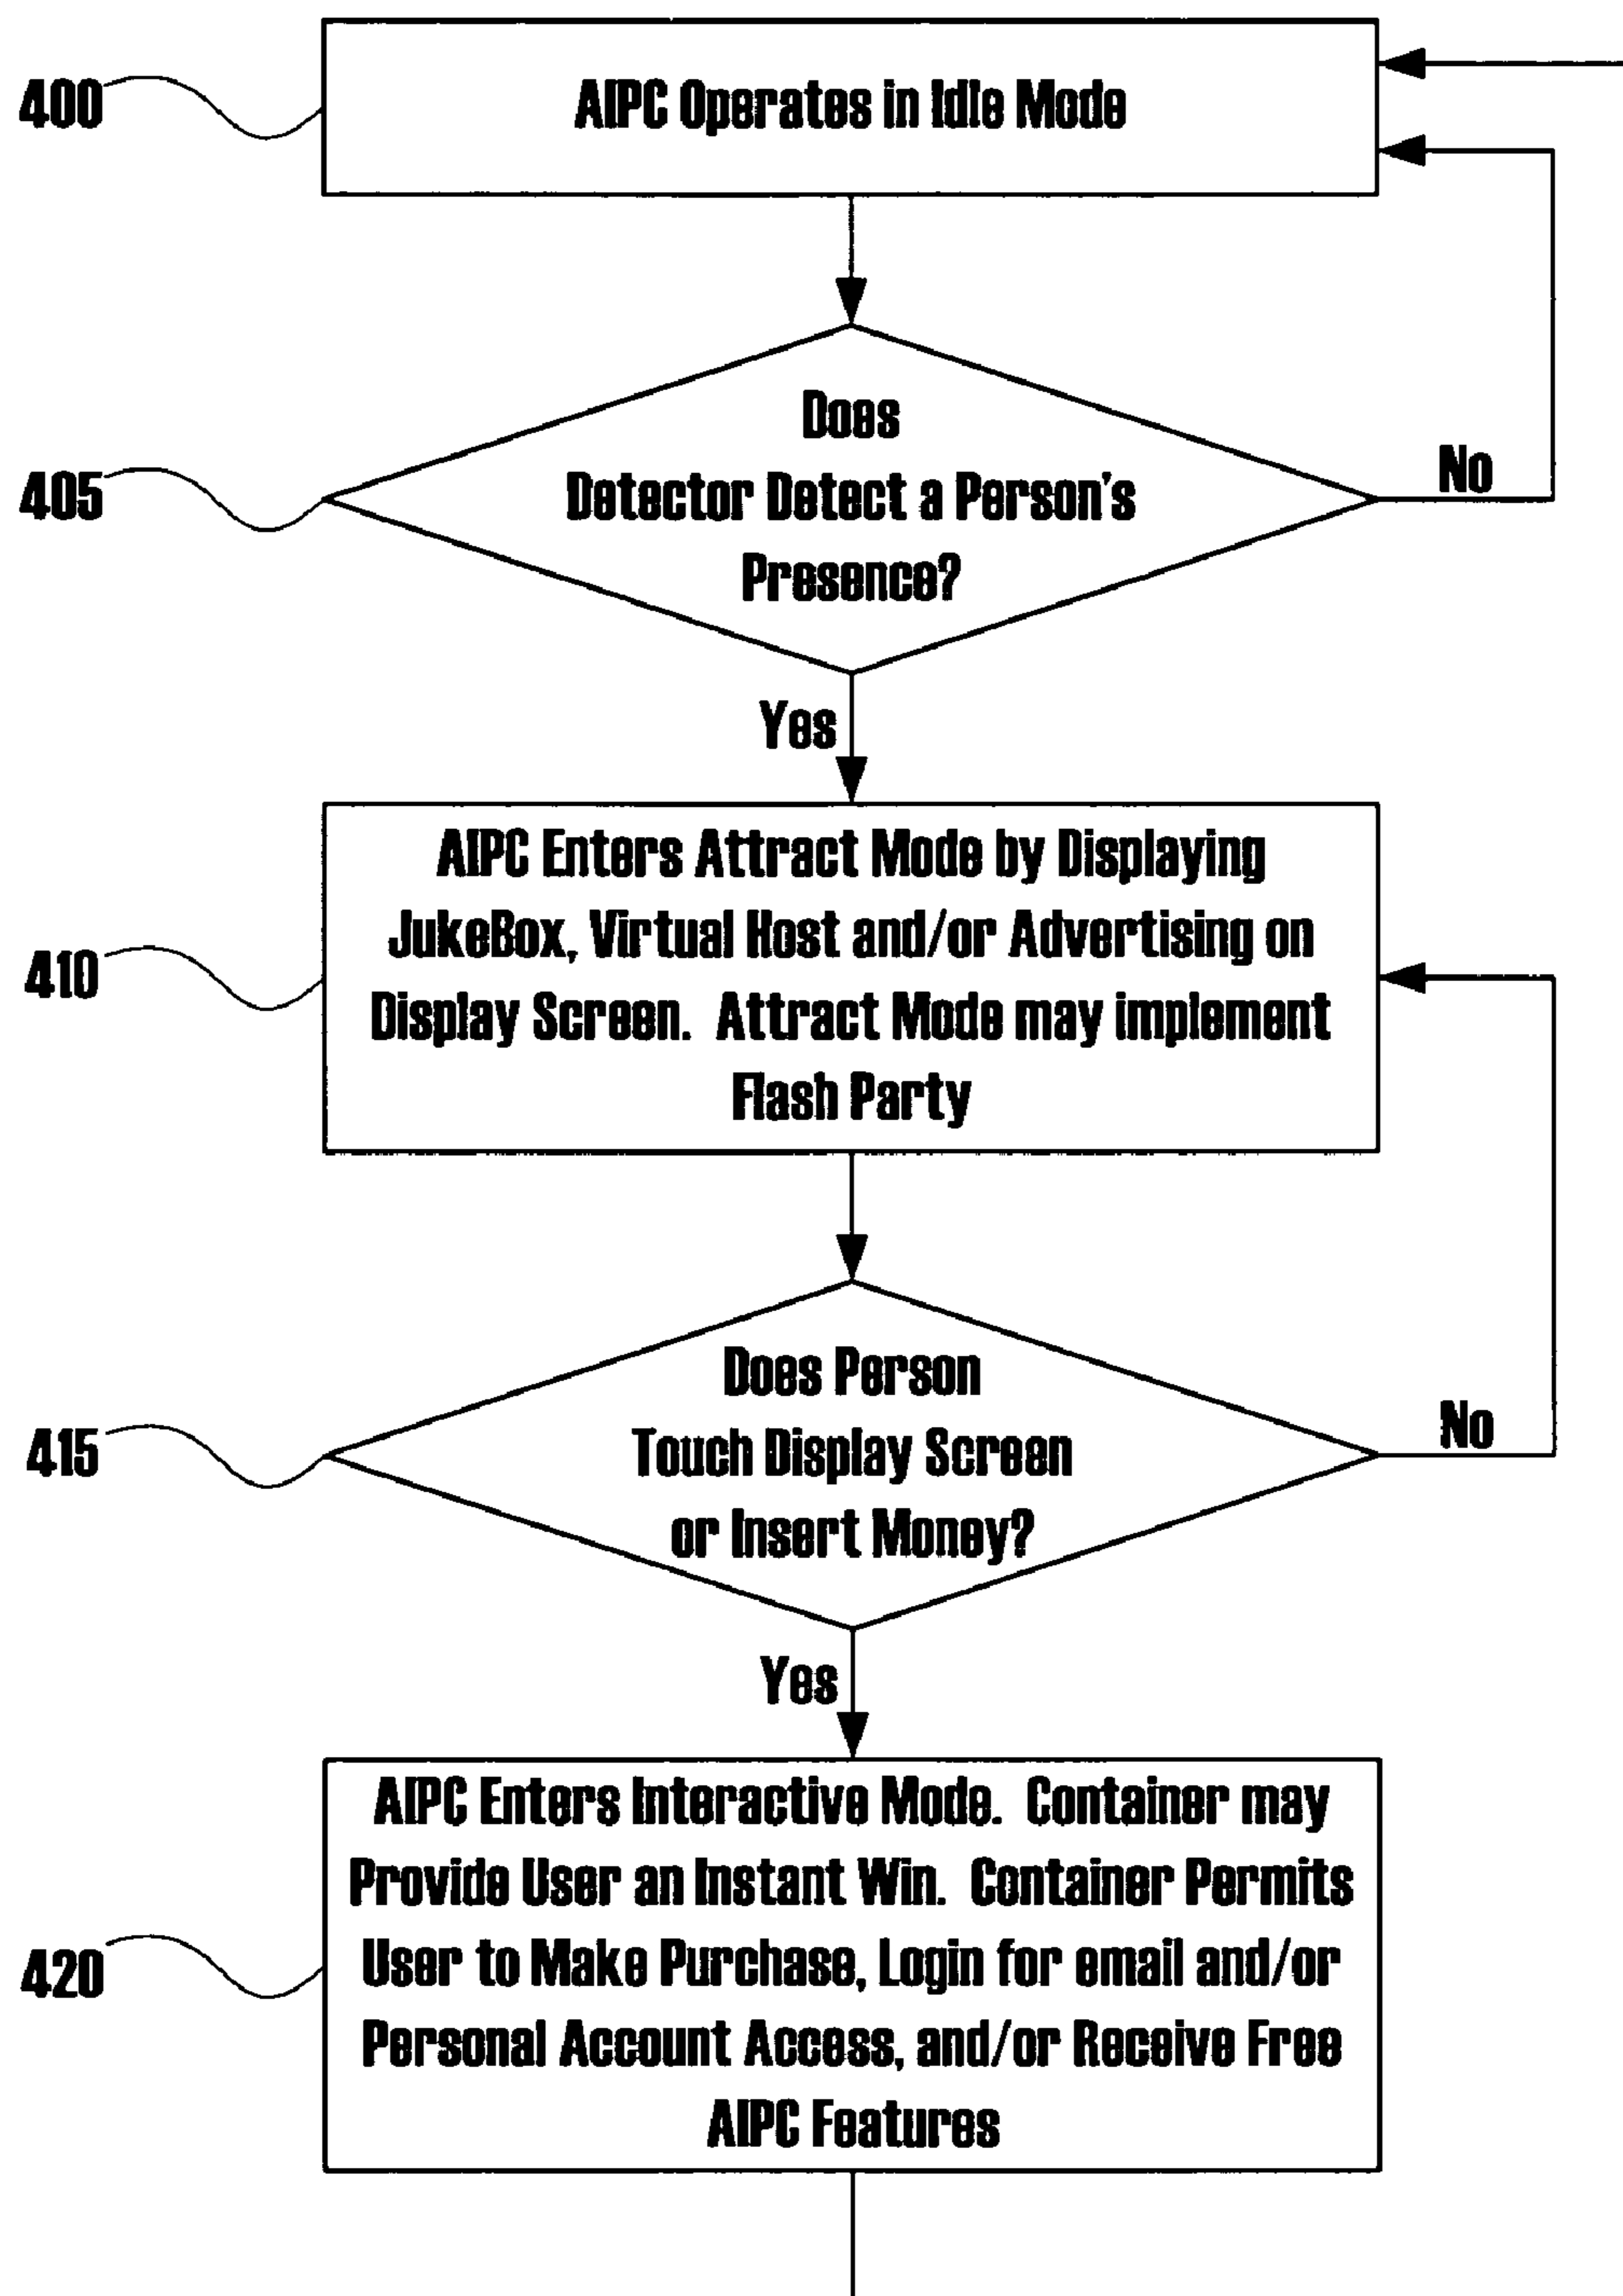 400
AIPC Operates in Idle Mode
405
Does
Detector Detect a Person's
Presence?
No
Yes
410
AIPC Enters Attract Mode by Displaying
JukeBox, Virtual Host and/or Advertising on
Display Screen. Attract Mode may implement
Flash Party
415
Does Person
Touch Display Screen
or Insert Money?
No
Yes
420
AIPC Enters Interactive Mode. Container may
Provide User an Instant Win. Container Permits
User to Make Purchase, Login for email and/or
Personal Account Access, and/or Receive Free
AIPC Features